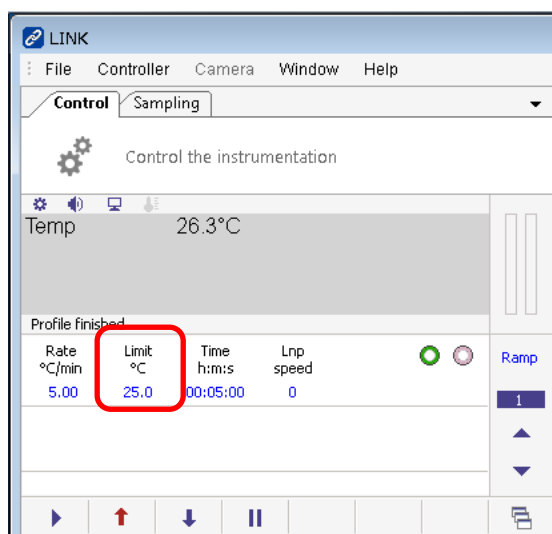 LINK
File Controller Camera Window Help
Control Sampling
Control the instrumentation
Temp 26.3°C
Profile finished
Rate Limit Time Lnp
°C/min °C h:m:s speed Ramp
5.00 25.0 00:05:00 0
1